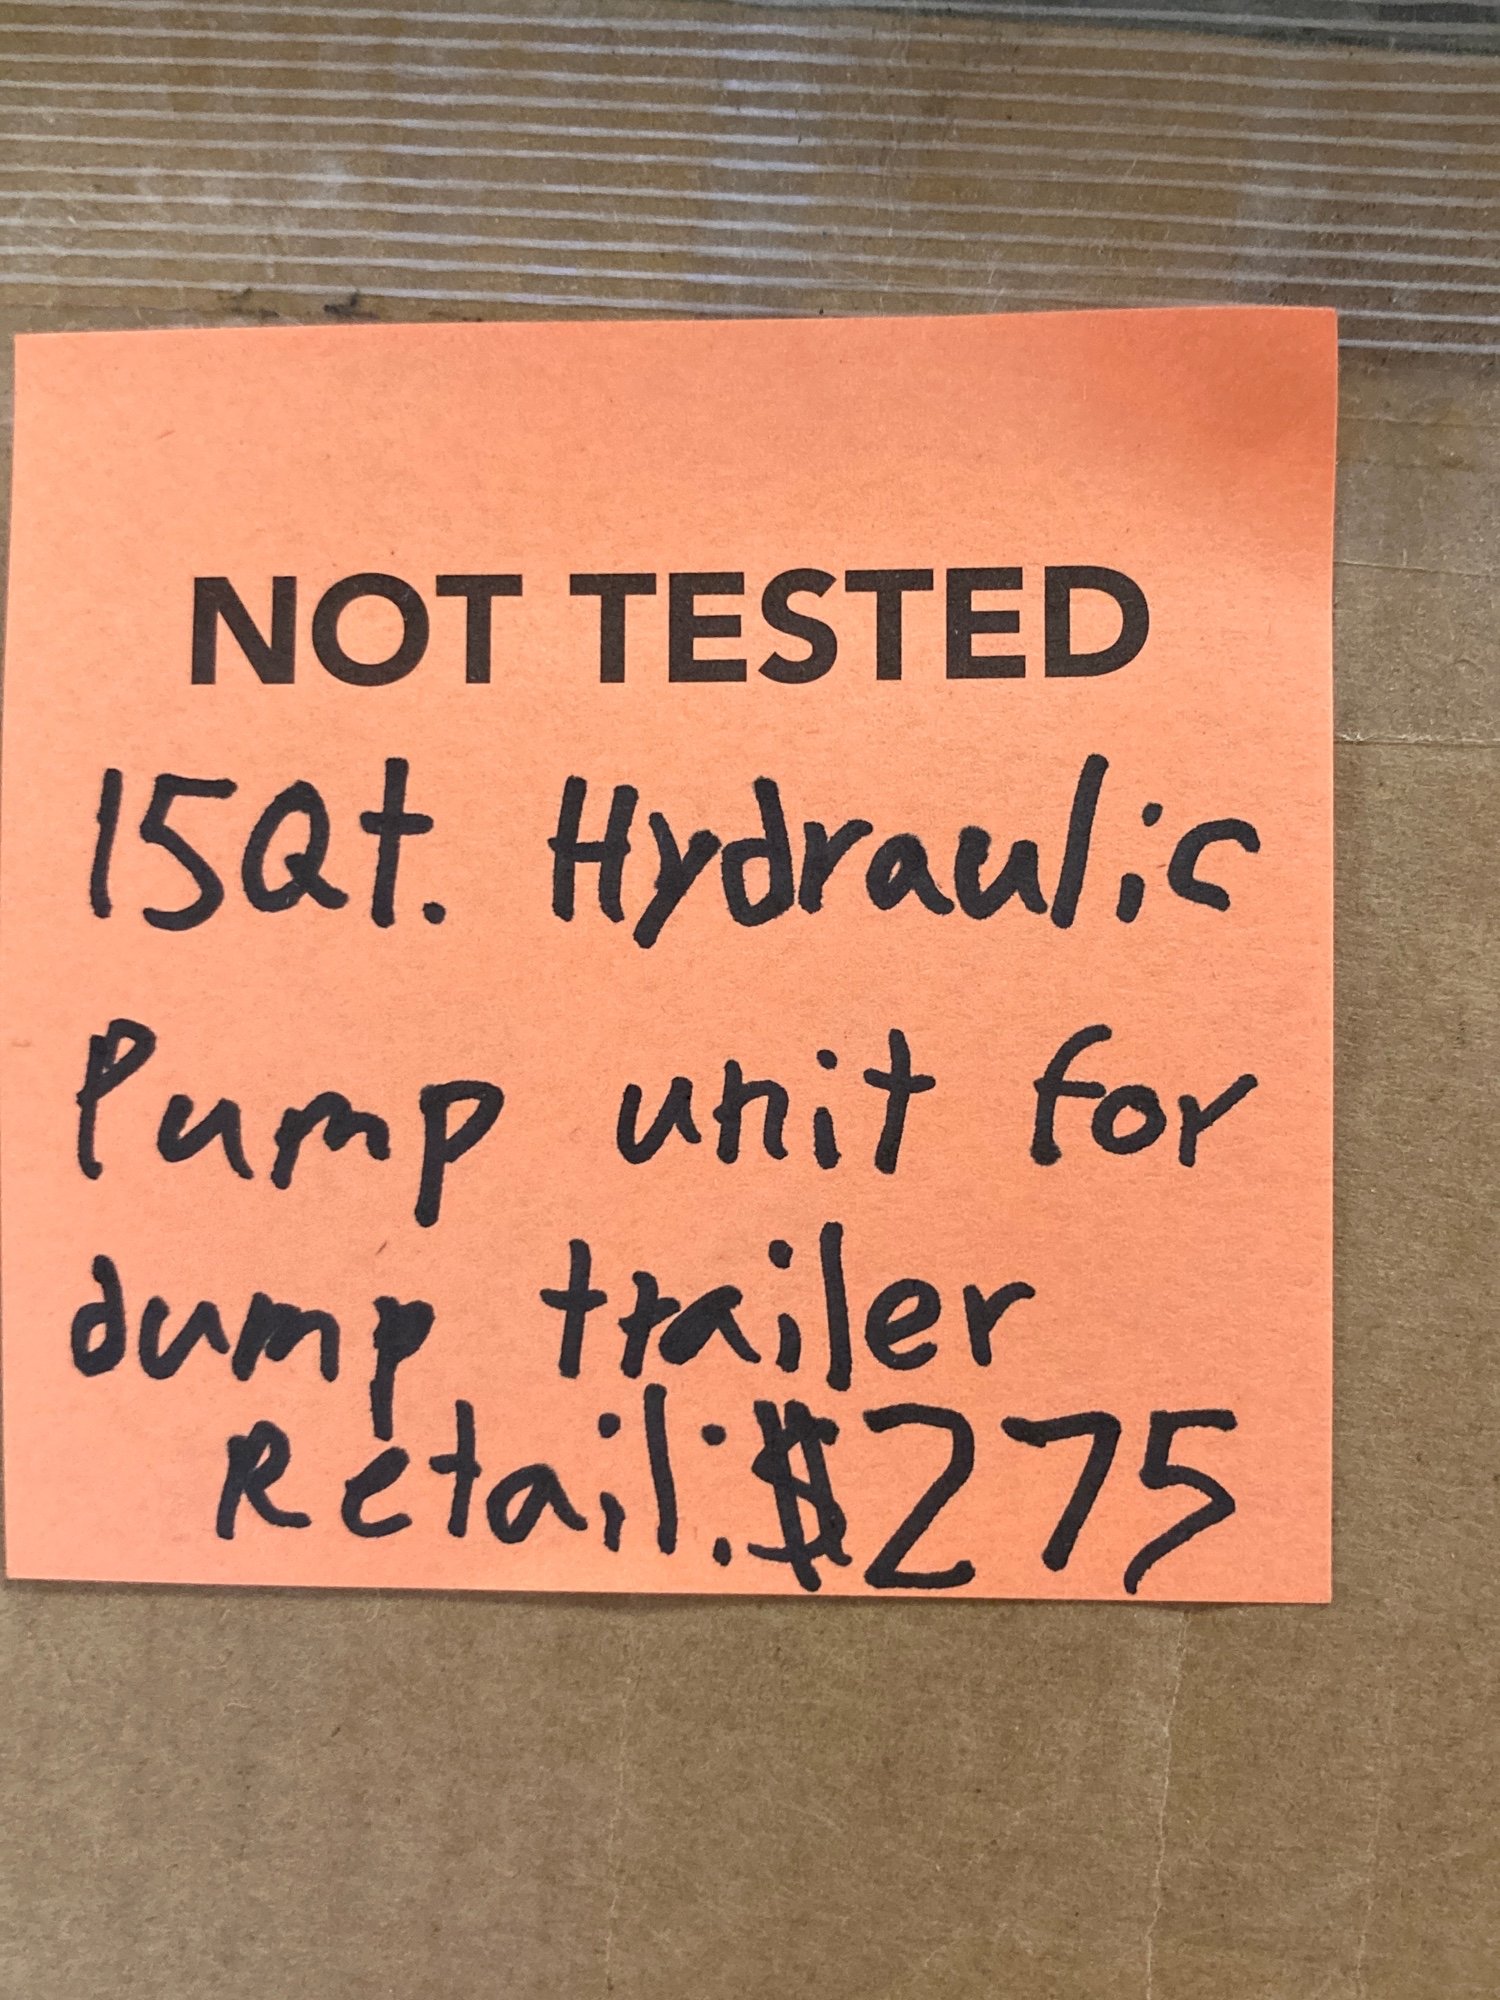 NOT TESTED
15Qt. Hydraulic
Pump unit for
dump trailer
Retail: $275